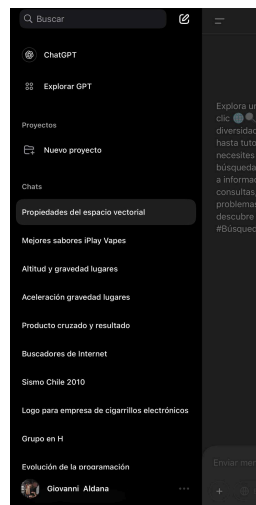 Buscar
ChatGPT
Explorar GPT
Proyectos
Nuevo proyecto
Chats
Propiedades del espacio vectorial
Mejores sabores iPlay Vapes
Altitud y gravedad lugares
Aceleración gravedad lugares
Producto cruzado y resultado
Buscadores de Internet
Sismo Chile 2010
Logo para empresa de cigarrillos electrónicos
Grupo en H
Evolución de la programación
Giovanni Aldana
Explora un
clic
diversidad
hasta tuto
necesites
búsqueda
a informac
consultas
problemas
descubre
#Búsqued
Enviar men